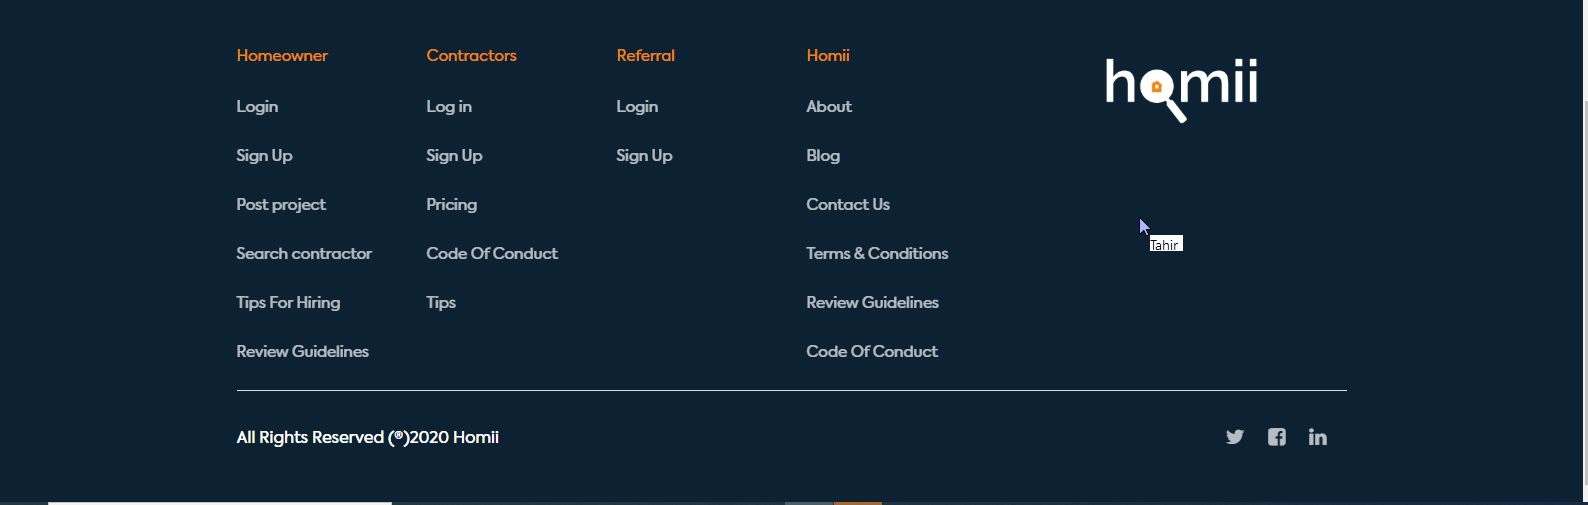 Homeowner
Login
Sign Up
Post project
Search contractor
Tips For Hiring
Review Guidelines
Contractors
Log in
Sign Up
Pricing
Code Of Conduct
Tips
Referral
Login
Sign Up
Homii
About
Blog
Contact Us
Terms & Conditions
Review Guidelines
Code Of Conduct
homii
Tahir
All Rights Reserved (®)2020 Homii